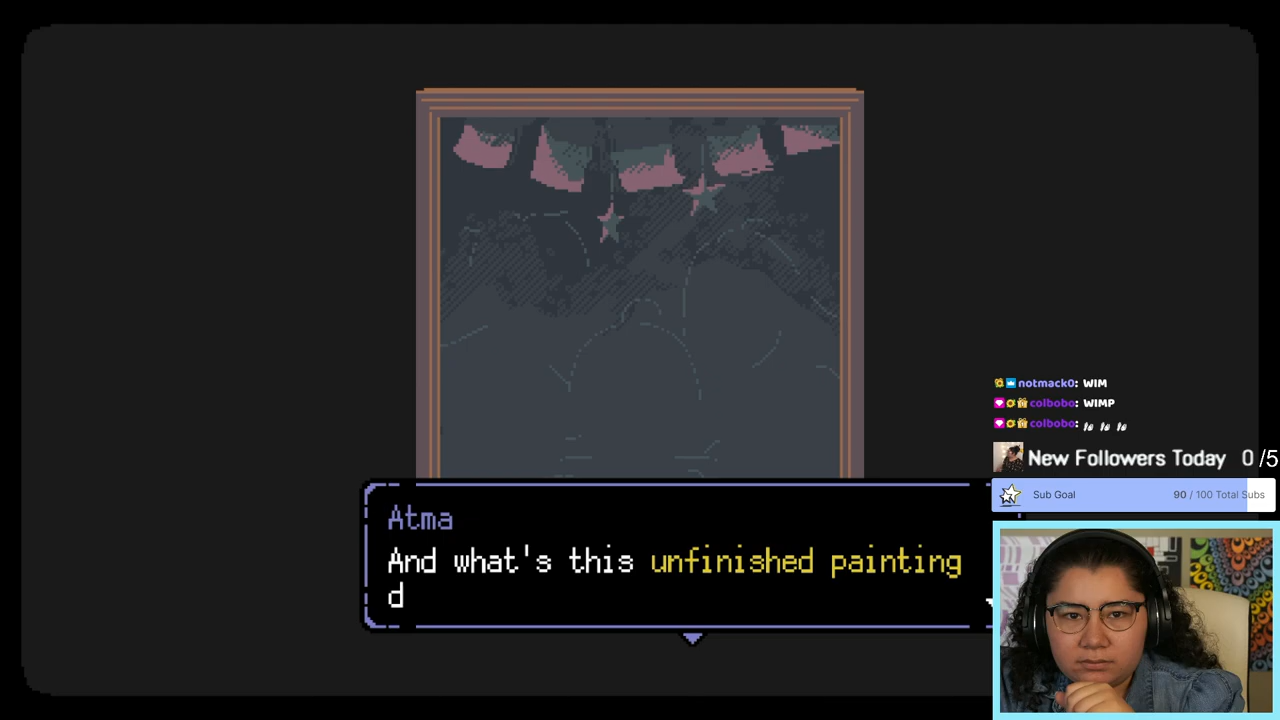 notmack0: WIM
colbobo: WIMP
colbobo:
New Followers Today 0 /5
Sub Goal 90 / 100 Total Subs
Atma
And what's this unfinished painting
d